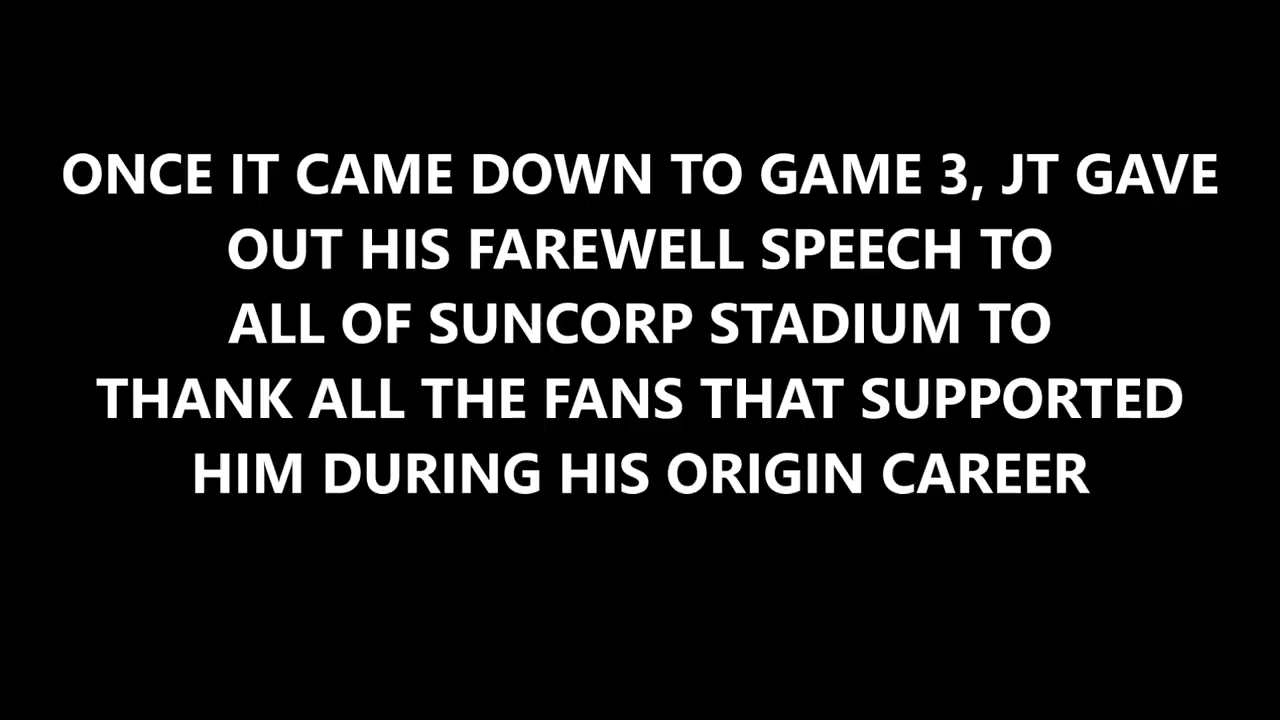 ONCE IT CAME DOWN TO GAME 3, JT GAVE
OUT HIS FAREWELL SPEECH TO
ALL OF SUNCORP STADIUM TO
THANK ALL THE FANS THAT SUPPORTED
HIM DURING HIS ORIGIN CAREER